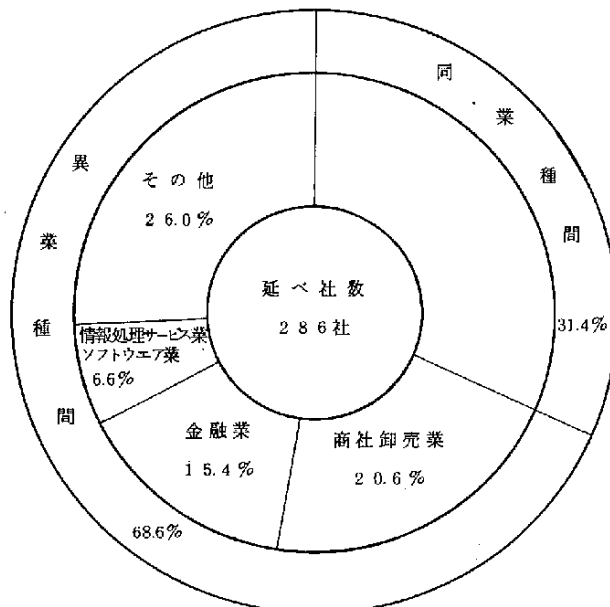 同業種間
31.4%
異業種間
68.6%
その他
26.0%
延べ社数
286社
情報処理サービス業
ソフトウエア業
6.6%
金融業
15.4%
商社卸売業
20.6%